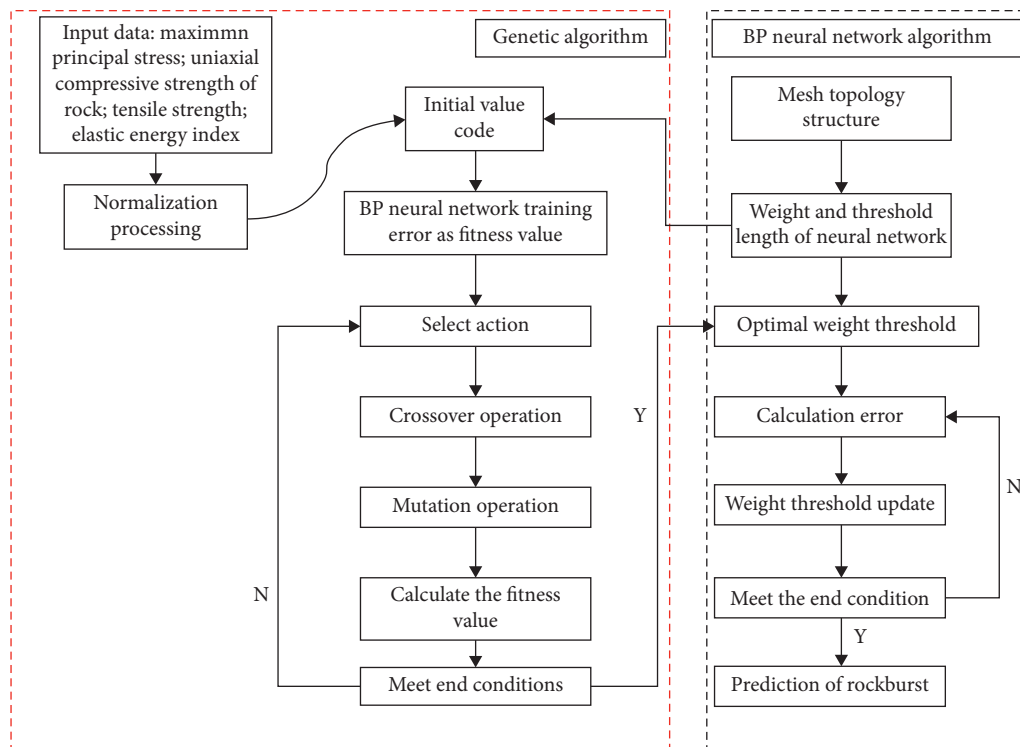 Input data: maximmn
principal stress; uniaxial
compressive strength of
rock; tensile strength;
elastic energy index
Normalization
processing
Genetic algorithm
Initial value
code
BP neural network training
error as fitness value
Select action
Crossover operation
Mutation operation
Calculate the fitness
value
Meet end conditions
N
Y
BP neural network algorithm
Mesh topology
structure
Weight and threshold
length of neural network
Optimal weight threshold
Calculation error
Weight threshold update
Meet the end condition
N
Y
Prediction of rockburst